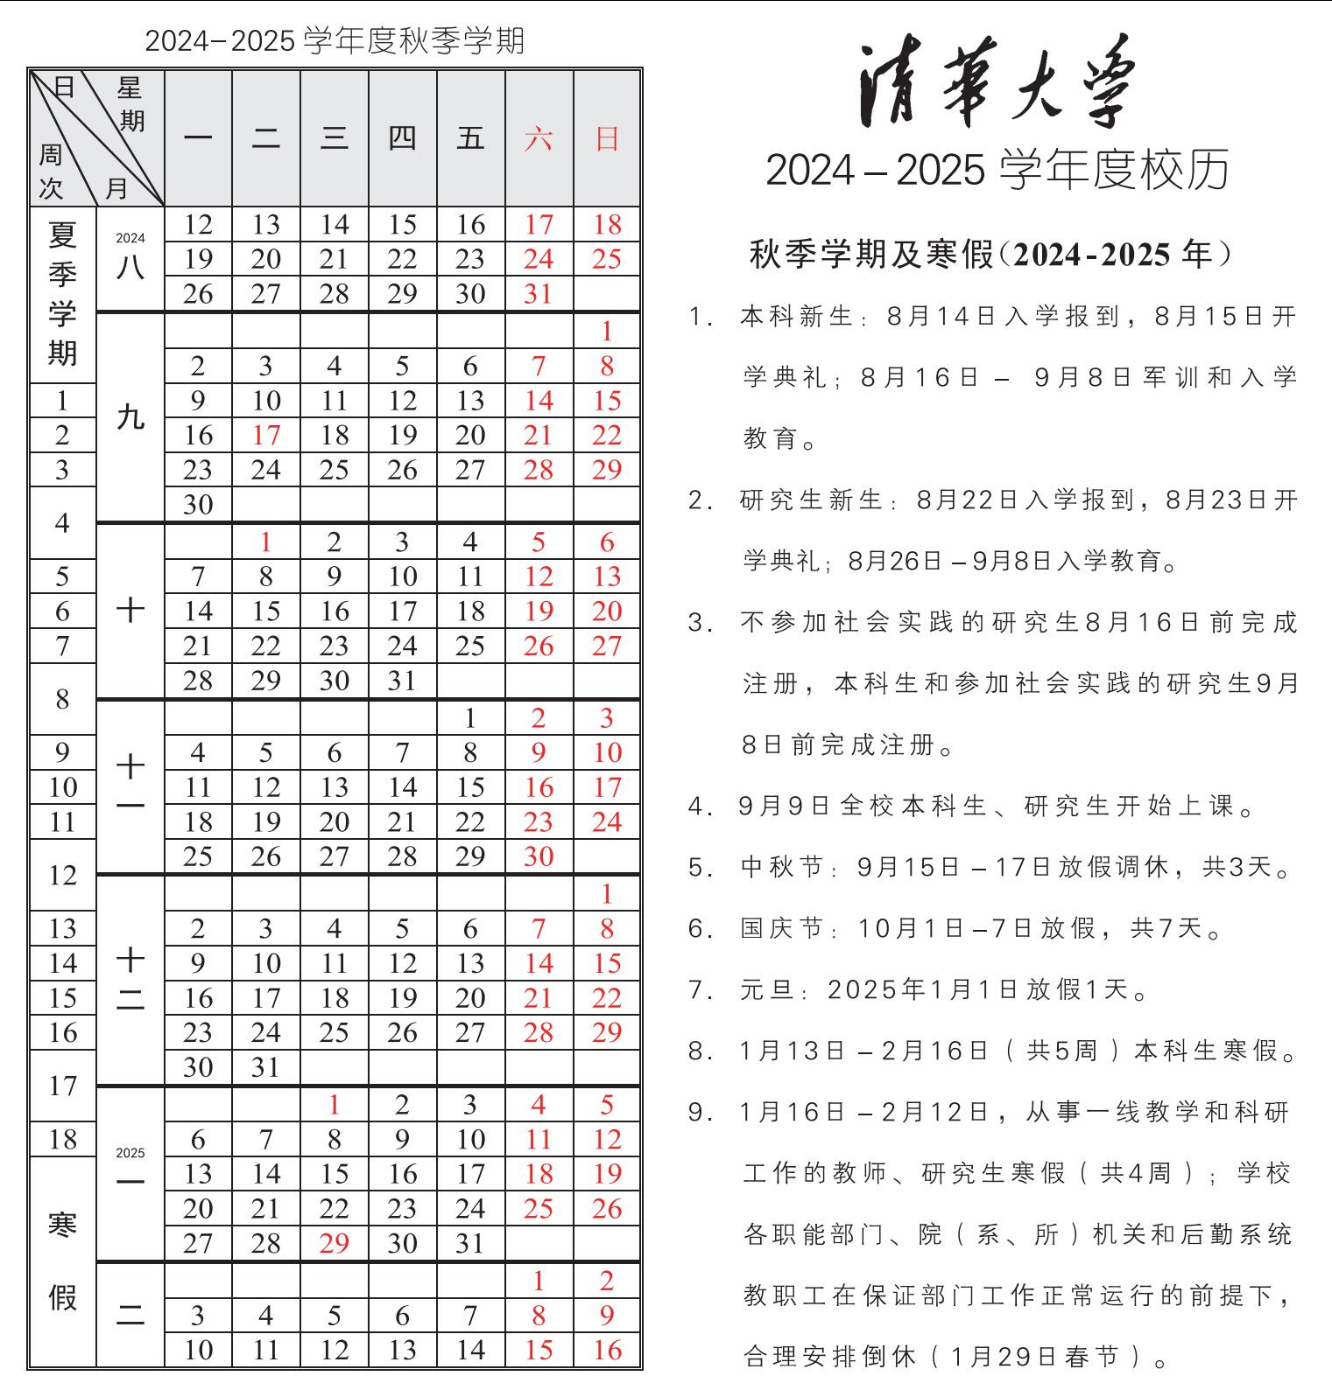 2024–2025 学年度秋季学期
日 星期 周次 月 一 二 三 四 五 六 日
夏季学期 2024 八 12 13 14 15 16 17 18
19 20 21 22 23 24 25
26 27 28 29 30 31
九 1
2 3 4 5 6 7 8
1 9 10 11 12 13 14 15
2 16 17 18 19 20 21 22
3 23 24 25 26 27 28 29
4 30
十 1 2 3 4 5 6
5 7 8 9 10 11 12 13
6 14 15 16 17 18 19 20
7 21 22 23 24 25 26 27
8 28 29 30 31
十一 1 2 3
9 4 5 6 7 8 9 10
10 11 12 13 14 15 16 17
11 18 19 20 21 22 23 24
12 25 26 27 28 29 30
十二 1
13 2 3 4 5 6 7 8
14 9 10 11 12 13 14 15
15 16 17 18 19 20 21 22
16 23 24 25 26 27 28 29
17 30 31
2025 一 1 2 3 4 5
18 6 7 8 9 10 11 12
寒假 13 14 15 16 17 18 19
20 21 22 23 24 25 26
27 28 29 30 31
二 1 2
3 4 5 6 7 8 9
10 11 12 13 14 15 16
清華大学
2024–2025 学年度校历
秋季学期及寒假(2024-2025 年)
1. 本科新生：8月14日入学报到，8月15日开
学典礼；8月16日 – 9月8日军训和入学
教育。
2. 研究生新生：8月22日入学报到，8月23日开
学典礼；8月26日–9月8日入学教育。
3. 不参加社会实践的研究生8月16日前完成
注册，本科生和参加社会实践的研究生9月
8日前完成注册。
4. 9月9日全校本科生、研究生开始上课。
5. 中秋节：9月15日–17日放假调休，共3天。
6. 国庆节：10月1日–7日放假，共7天。
7. 元旦：2025年1月1日放假1天。
8. 1月13日–2月16日（共5周）本科生寒假。
9. 1月16日–2月12日，从事一线教学和科研
工作的教师、研究生寒假（共4周）；学校
各职能部门、院（系、所）机关和后勤系统
教职工在保证部门工作正常运行的前提下，
合理安排倒休（1月29日春节）。